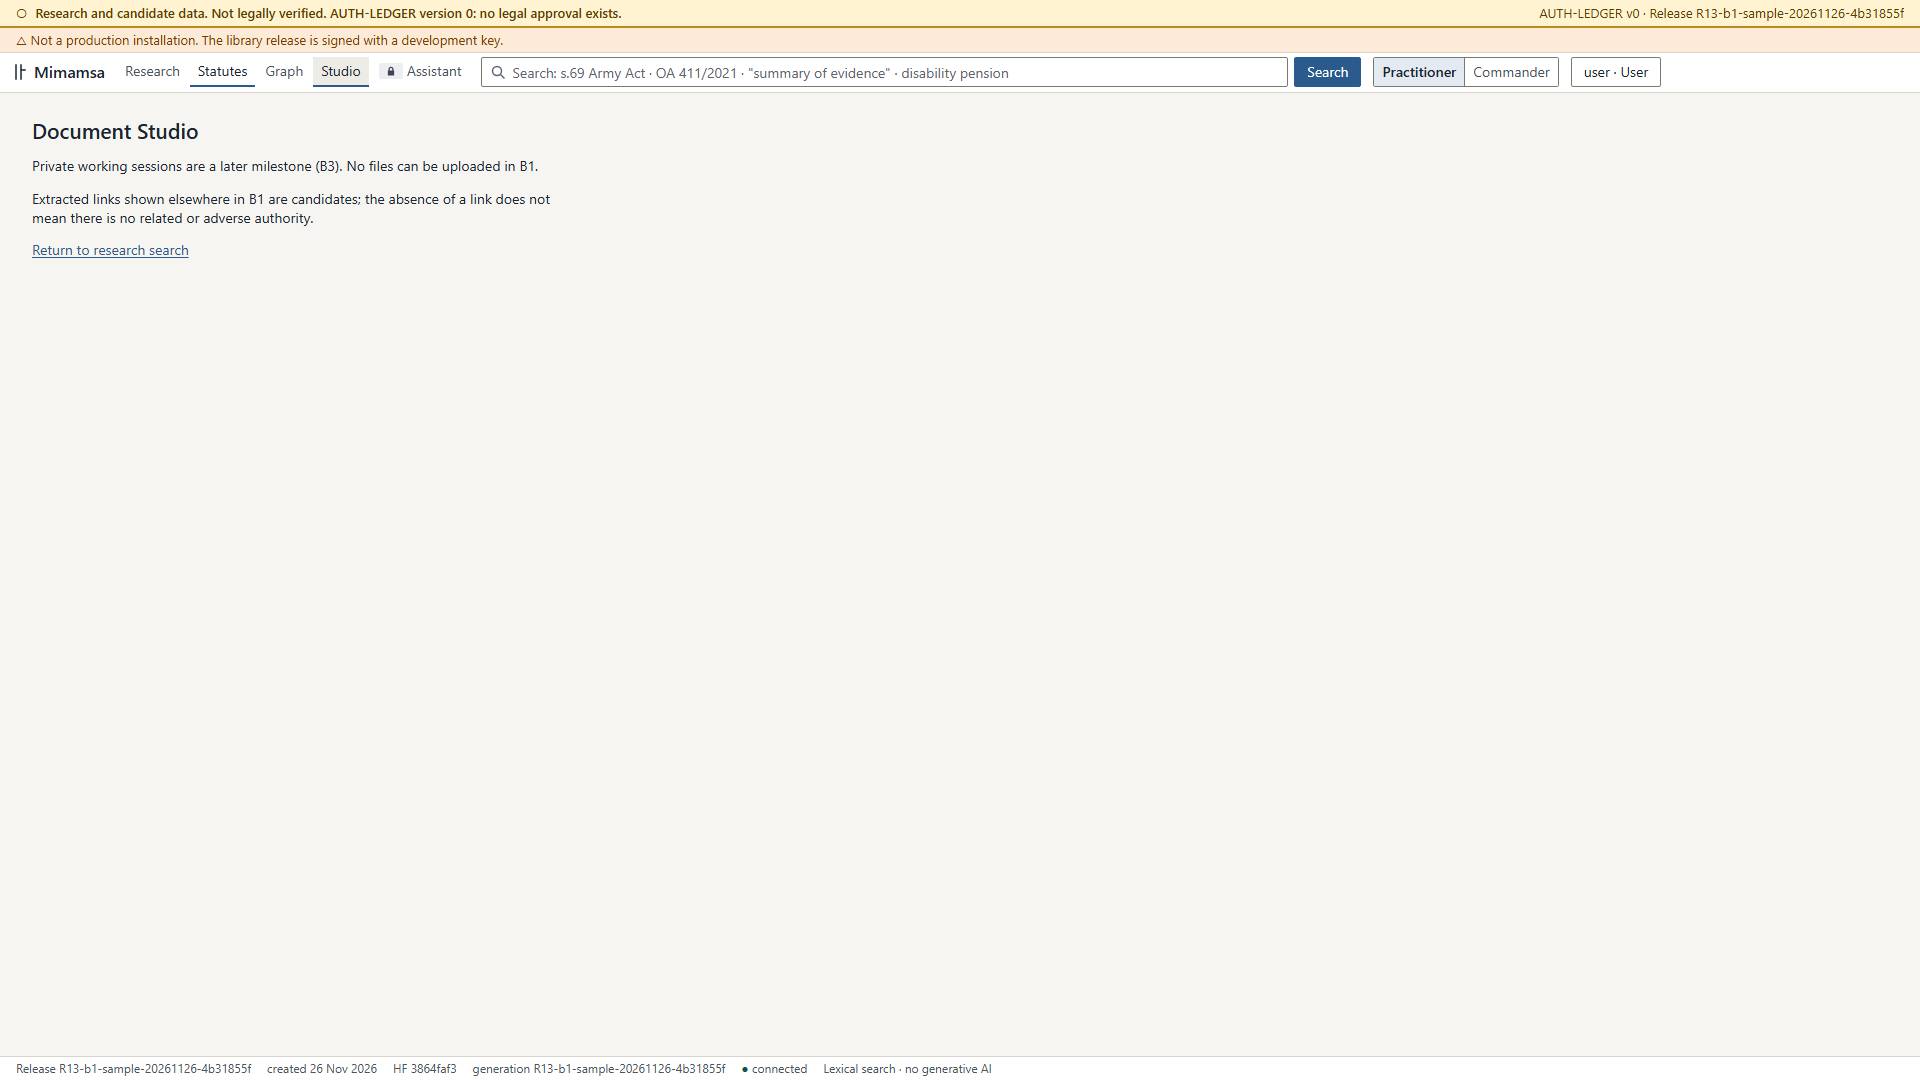 Research and candidate data. Not legally verified. AUTH-LEDGER version 0: no legal approval exists.
AUTH-LEDGER v0 · Release R13-b1-sample-20261126-4b31855f
Not a production installation. The library release is signed with a development key.
Mimamsa Research Statutes Graph Studio Assistant Search: s.69 Army Act · OA 411/2021 · "summary of evidence" · disability pension Search Practitioner Commander user · User
Document Studio
Private working sessions are a later milestone (B3). No files can be uploaded in B1.
Extracted links shown elsewhere in B1 are candidates; the absence of a link does not
mean there is no related or adverse authority.
Return to research search
Release R13-b1-sample-20261126-4b31855f created 26 Nov 2026 HF 3864faf3 generation R13-b1-sample-20261126-4b31855f ● connected Lexical search · no generative AI